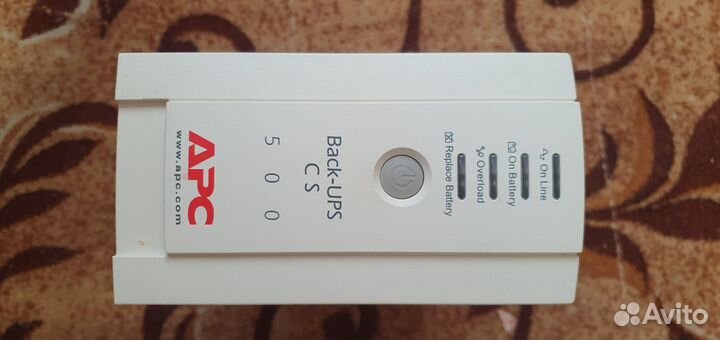 On Line
On Battery
Overload
Replace Battery
Back-UPS
CS
500
APC
www.apc.com
Avito